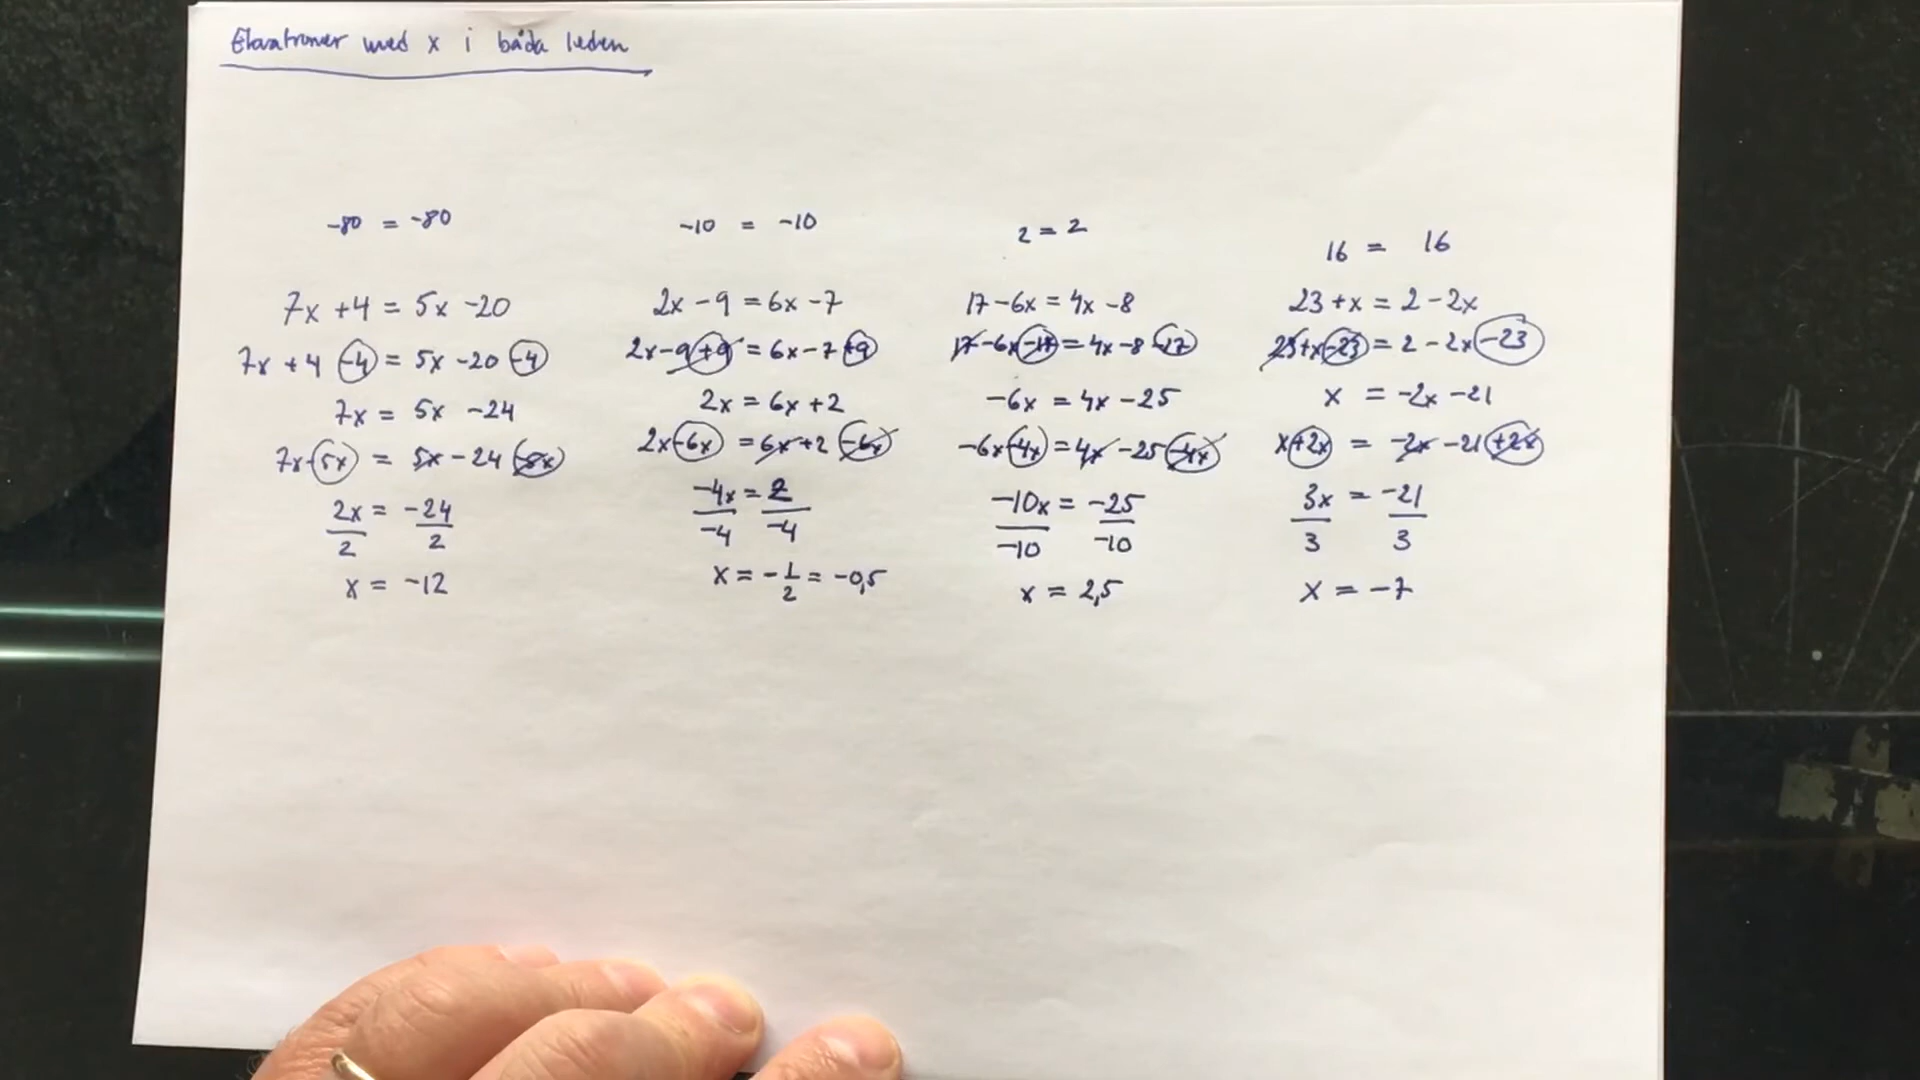 Ekvationer med x i båda leden
-80 = -80
7x + 4 = 5x - 20
7x + 4 -4 = 5x - 20 -4
7x = 5x - 24
7x -5x = 5x - 24 -5x
2x = -24
2 2
x = -12
-10 = -10
2x - 9 = 6x - 7
2x - 9 +9 = 6x - 7 +9
2x = 6x + 2
2x -6x = 6x + 2 -6x
-4x = 2
-4 -4
x = -1/2 = -0,5
2 = 2
17 - 6x = 4x - 8
17 - 6x -17 = 4x - 8 -17
-6x = 4x - 25
-6x -4x = 4x - 25 -4x
-10x = -25
-10 -10
x = 2,5
16 = 16
23 + x = 2 - 2x
23 + x -23 = 2 - 2x -23
x = -2x - 21
x +2x = -2x - 21 +2x
3x = -21
3 3
x = -7